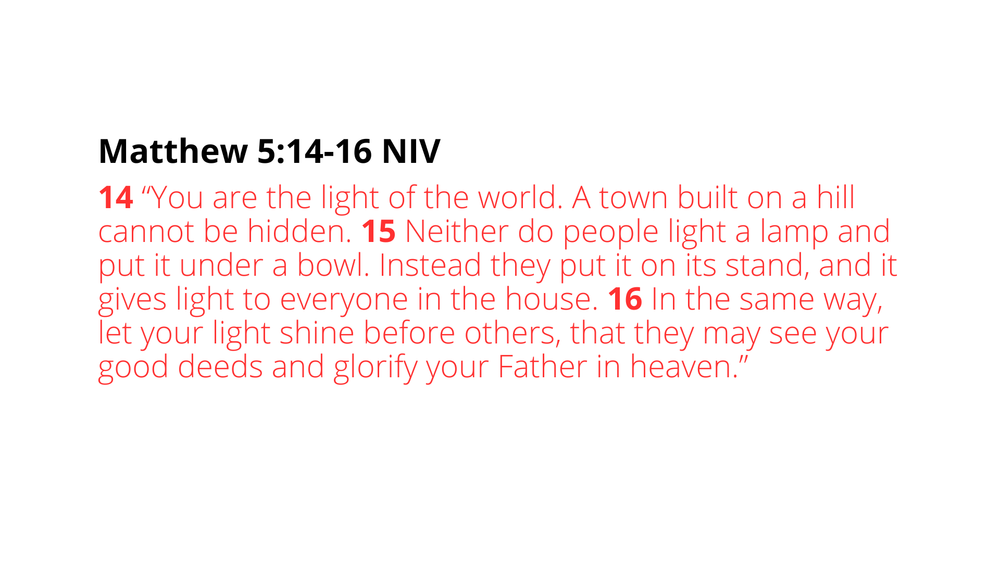 Matthew 5:14-16 NIV
14 “You are the light of the world. A town built on a hill
cannot be hidden. 15 Neither do people light a lamp and
put it under a bowl. Instead they put it on its stand, and it
gives light to everyone in the house. 16 In the same way,
let your light shine before others, that they may see your
good deeds and glorify your Father in heaven.”